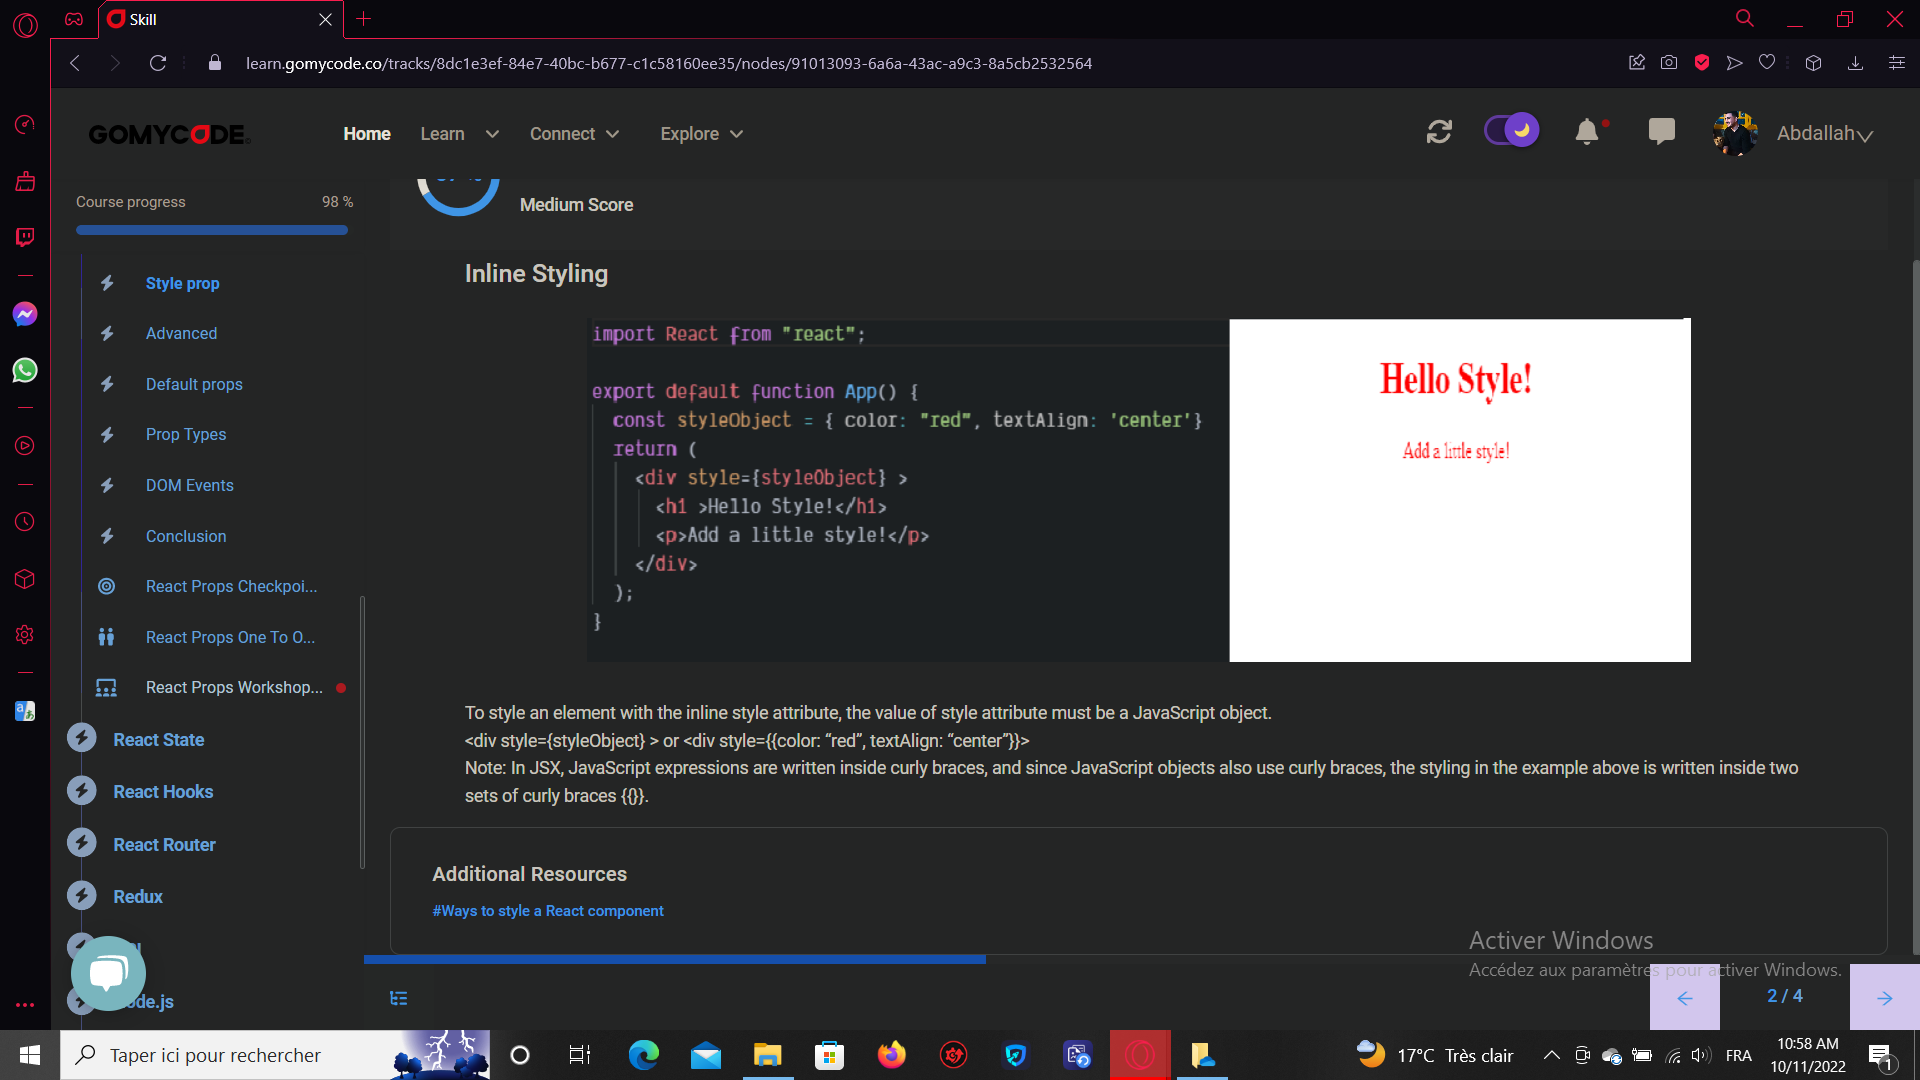 Skill
learn.gomycode.co/tracks/8dc1e3ef-84e7-40bc-b677-c1c58160ee35/nodes/91013093-6a6a-43ac-a9c3-8a5cb2532564
GOMYCODE
Home Learn Connect Explore
Abdallah
Course progress 98 %
Style prop
Advanced
Default props
Prop Types
DOM Events
Conclusion
React Props Checkpoi...
React Props One To O...
React Props Workshop...
React State
React Hooks
React Router
Redux
Medium Score
Inline Styling
import React from "react";
export default function App() {
const styleObject = { color: "red", textAlign: 'center'}
return (
<div style={styleObject} >
<h1 >Hello Style!</h1>
<p>Add a little style!</p>
</div>
);
}
Hello Style!
Add a little style!
To style an element with the inline style attribute, the value of style attribute must be a JavaScript object.
<div style={styleObject} > or <div style={{color: “red”, textAlign: “center”}}>
Note: In JSX, JavaScript expressions are written inside curly braces, and since JavaScript objects also use curly braces, the styling in the example above is written inside two
sets of curly braces {{}}.
Additional Resources
#Ways to style a React component
Activer Windows
Accédez aux paramètres pour activer Windows.
2 / 4
Taper ici pour rechercher
17°C Très clair
FRA
10:58 AM
10/11/2022
1